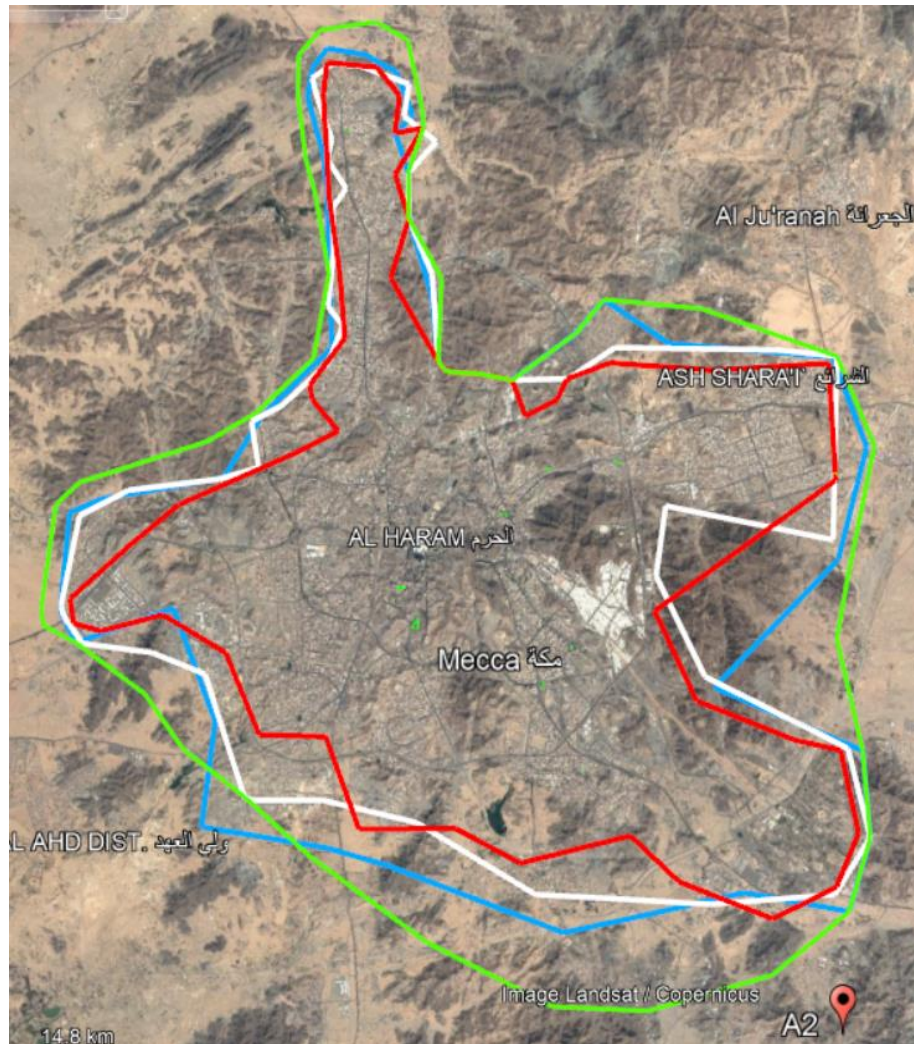 Al Ju'ranah الجعرانة
ASH SHARA'I' الشرائع
AL HARAM الحرم
Mecca مكة
AL AHD DIST. ولي العهد
Image Landsat / Copernicus
A2
14.8 km